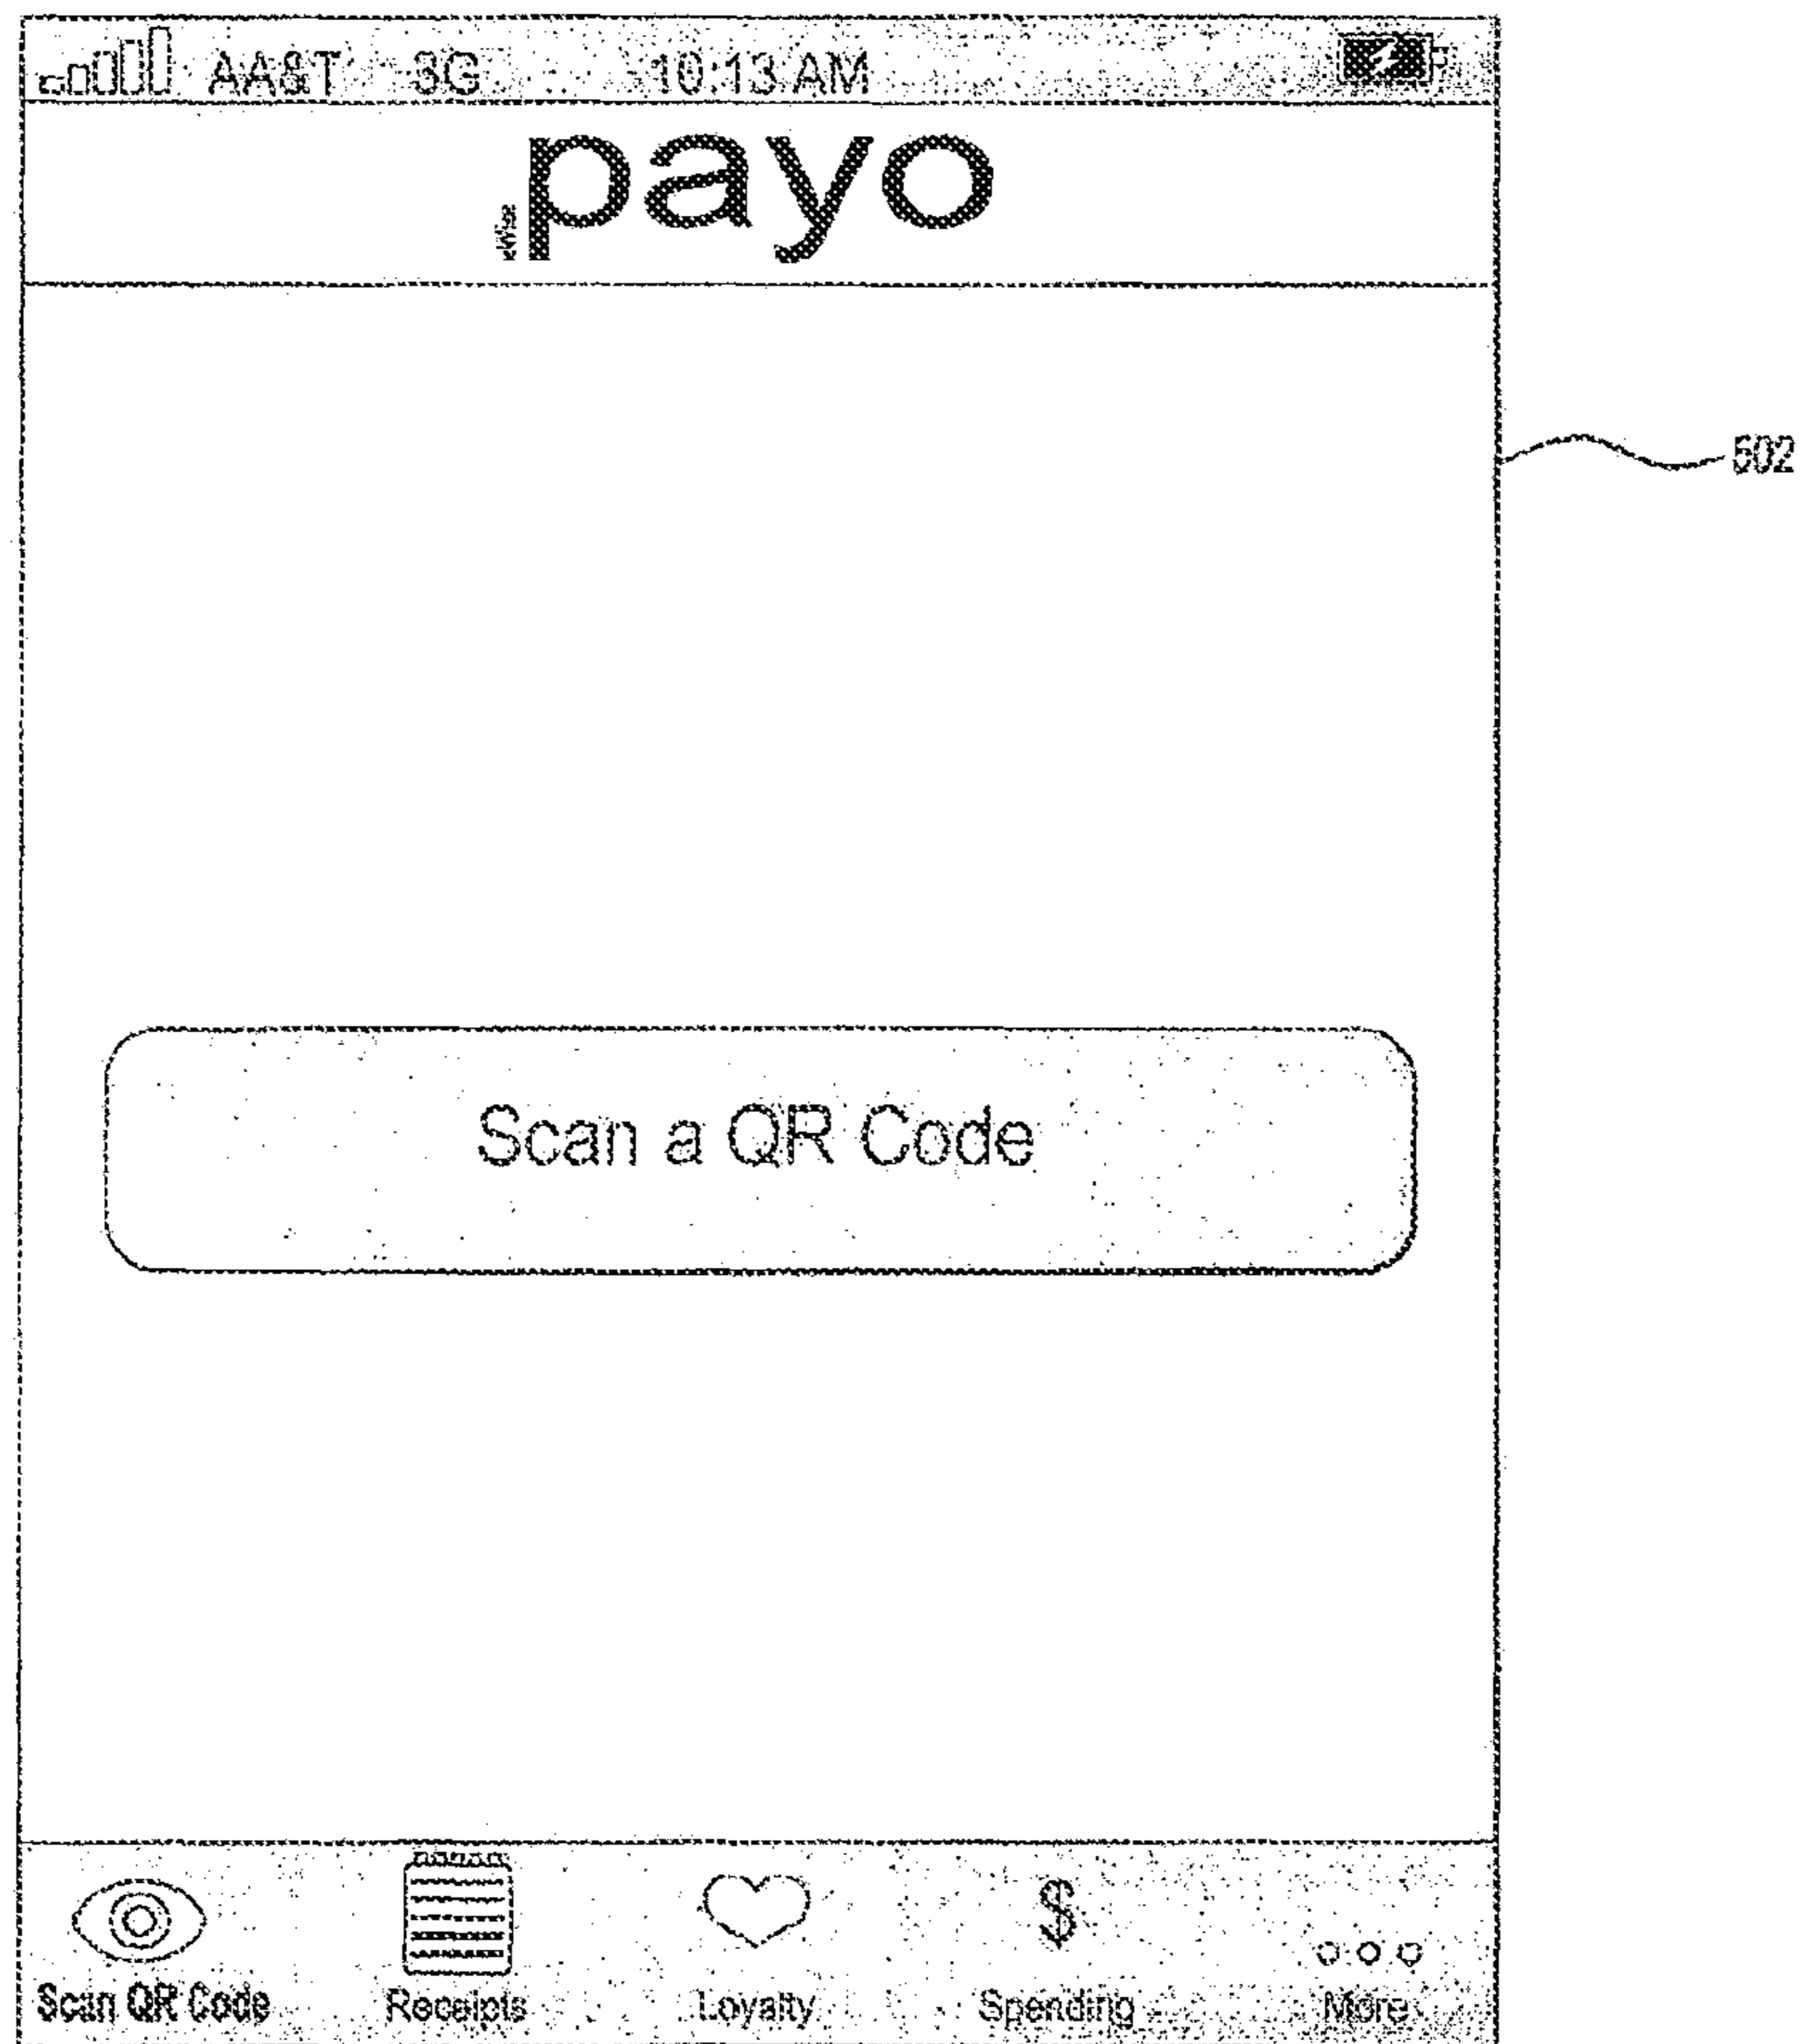 AA&T 3G 10:13 AM
payo
502
Scan a QR Code
Scan QR Code Receipts Loyalty Spending More